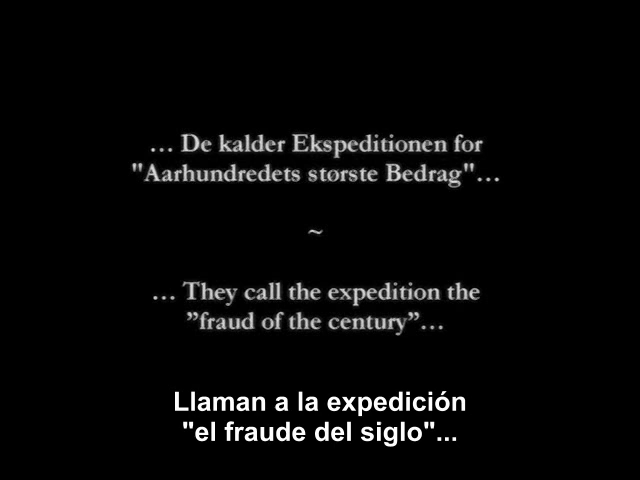 … De kalder Ekspeditionen for
"Aarhundredets største Bedrag"…
~
… They call the expedition the
”fraud of the century”…
Llaman a la expedición
"el fraude del siglo"...